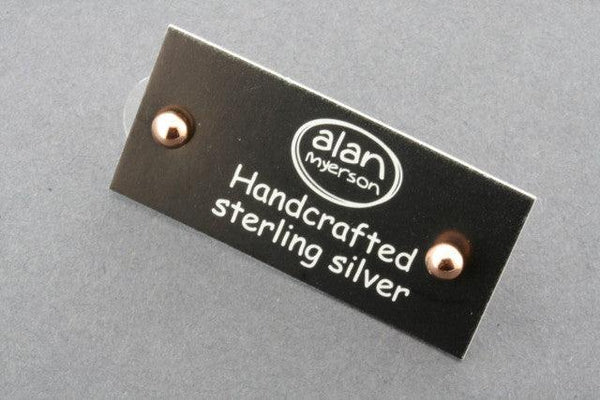 alan
myerson
Handcrafted
sterling silver